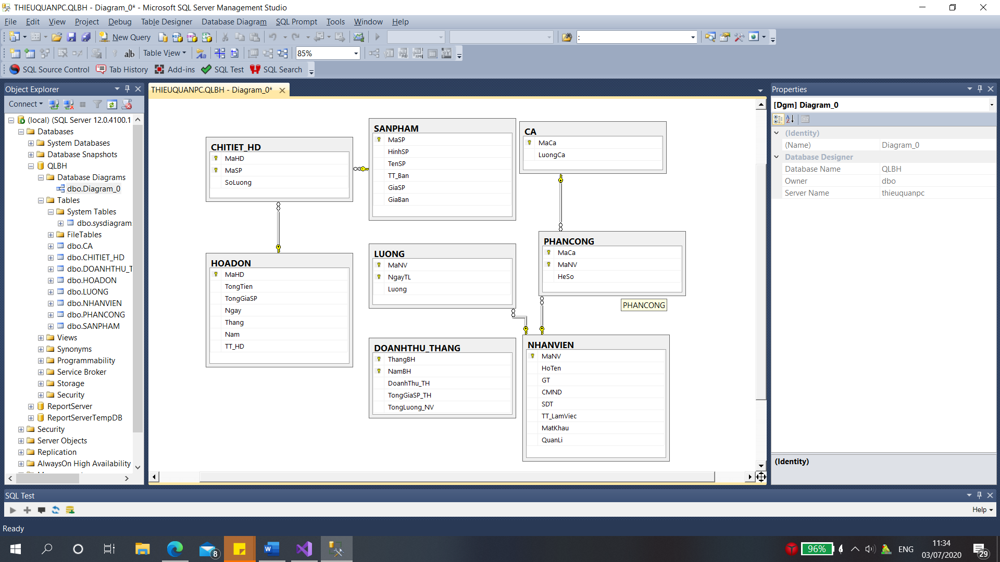 THIEUQUANPC.QLBH - Diagram_0* - Microsoft SQL Server Management Studio
File Edit View Project Debug Table Designer Database Diagram SQL Prompt Tools Window Help
New Query
:
Table View
85%
SQL Source Control Tab History Add-ins SQL Test SQL Search
Object Explorer
Connect
(local) (SQL Server 12.0.4100.1
Databases
System Databases
Database Snapshots
QLBH
Database Diagrams
dbo.Diagram_0
Tables
System Tables
dbo.sysdiagram
FileTables
dbo.CA
dbo.CHITIET_HD
dbo.DOANHTHU_T
dbo.HOADON
dbo.LUONG
dbo.NHANVIEN
dbo.PHANCONG
dbo.SANPHAM
Views
Synonyms
Programmability
Service Broker
Storage
Security
ReportServer
ReportServerTempDB
Security
Server Objects
Replication
AlwaysOn High Availability
THIEUQUANPC.QLBH - Diagram_0*
CHITIET_HD
MaHD
MaSP
SoLuong
SANPHAM
MaSP
HinhSP
TenSP
TT_Ban
GiaSP
GiaBan
CA
MaCa
LuongCa
HOADON
MaHD
TongTien
TongGiaSP
Ngay
Thang
Nam
TT_HD
LUONG
MaNV
NgayTL
Luong
PHANCONG
MaCa
MaNV
HeSo
PHANCONG
DOANHTHU_THANG
ThangBH
NamBH
DoanhThu_TH
TongGiaSP_TH
TongLuong_NV
NHANVIEN
MaNV
HoTen
GT
CMND
SDT
TT_LamViec
MatKhau
QuanLi
Properties
[Dgm] Diagram_0
(Identity)
(Name) Diagram_0
Database Designer
Database Name QLBH
Owner dbo
Server Name thieuquanpc
(Identity)
SQL Test
Help
Ready
8
96%
ENG
11:34
03/07/2020
29